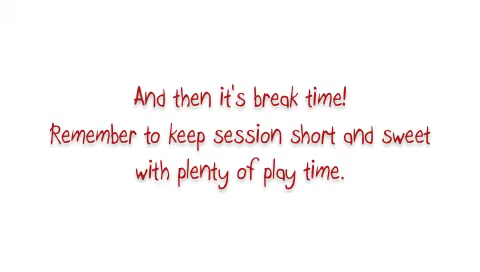 And then it's break time!
Remember to keep session short and sweet
with plenty of play time.